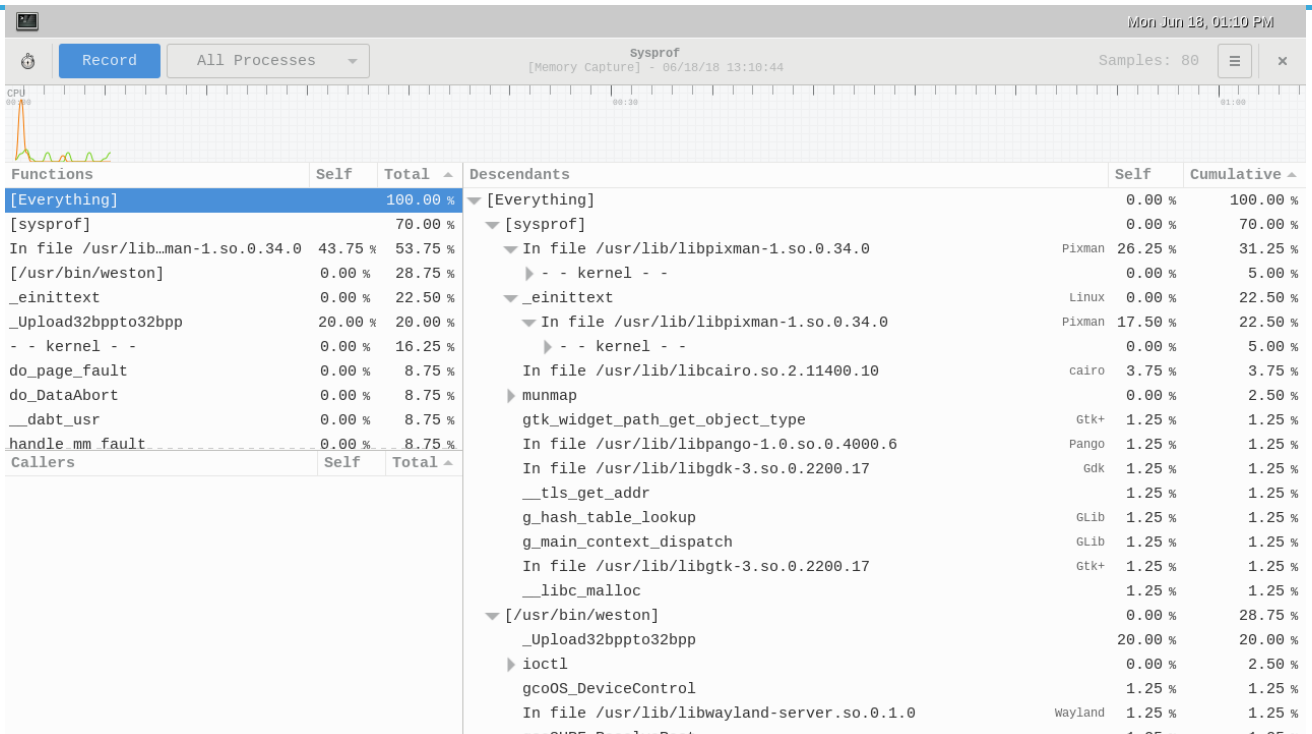 Mon Jun 18, 01:10 PM
Record
All Processes
Sysprof
[Memory Capture] - 06/18/18 13:10:44
Samples: 80
CPU
00:00
00:30
01:00
Functions Self Total
[Everything] 100.00 %
[sysprof] 70.00 %
In file /usr/lib…man-1.so.0.34.0 43.75 % 53.75 %
[/usr/bin/weston] 0.00 % 28.75 %
_einittext 0.00 % 22.50 %
_Upload32bppto32bpp 20.00 % 20.00 %
- - kernel - - 0.00 % 16.25 %
do_page_fault 0.00 % 8.75 %
do_DataAbort 0.00 % 8.75 %
__dabt_usr 0.00 % 8.75 %
handle_mm_fault 0.00 % 8.75 %
Callers Self Total
Descendants Self Cumulative
[Everything] 0.00 % 100.00 %
[sysprof] 0.00 % 70.00 %
In file /usr/lib/libpixman-1.so.0.34.0 Pixman 26.25 % 31.25 %
- - kernel - - 0.00 % 5.00 %
_einittext Linux 0.00 % 22.50 %
In file /usr/lib/libpixman-1.so.0.34.0 Pixman 17.50 % 22.50 %
- - kernel - - 0.00 % 5.00 %
In file /usr/lib/libcairo.so.2.11400.10 cairo 3.75 % 3.75 %
munmap 0.00 % 2.50 %
gtk_widget_path_get_object_type Gtk+ 1.25 % 1.25 %
In file /usr/lib/libpango-1.0.so.0.4000.6 Pango 1.25 % 1.25 %
In file /usr/lib/libgdk-3.so.0.2200.17 Gdk 1.25 % 1.25 %
__tls_get_addr 1.25 % 1.25 %
g_hash_table_lookup GLib 1.25 % 1.25 %
g_main_context_dispatch GLib 1.25 % 1.25 %
In file /usr/lib/libgtk-3.so.0.2200.17 Gtk+ 1.25 % 1.25 %
__libc_malloc 1.25 % 1.25 %
[/usr/bin/weston] 0.00 % 28.75 %
_Upload32bppto32bpp 20.00 % 20.00 %
ioctl 0.00 % 2.50 %
gcoOS_DeviceControl 1.25 % 1.25 %
In file /usr/lib/libwayland-server.so.0.1.0 Wayland 1.25 % 1.25 %